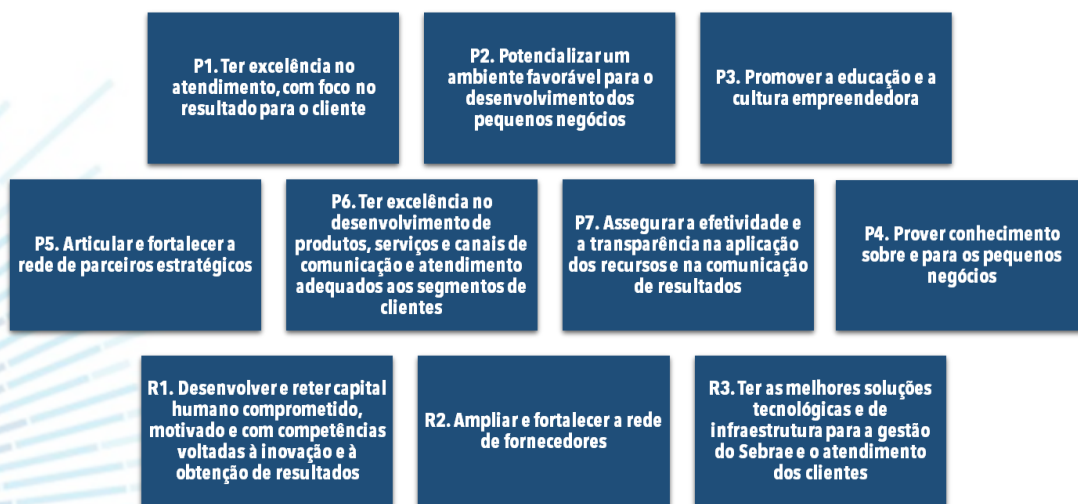 P1. Ter excelência no
atendimento, com foco no
resultado para o cliente
P2. Potencializar um
ambiente favorável para o
desenvolvimento dos
pequenos negócios
P3. Promover a educação e a
cultura empreendedora
P5. Articular e fortalecer a
rede de parceiros estratégicos
P6. Ter excelência no
desenvolvimento de
produtos, serviços e canais de
comunicação e atendimento
adequados aos segmentos de
clientes
P7. Assegurar a efetividade e
a transparência na aplicação
dos recursos e na comunicação
de resultados
P4. Prover conhecimento
sobre e para os pequenos
negócios
R1. Desenvolver e reter capital
humano comprometido,
motivado e com competências
voltadas à inovação e à
obtenção de resultados
R2. Ampliar e fortalecer a rede
de fornecedores
R3. Ter as melhores soluções
tecnológicas e de
infraestrutura para a gestão
do Sebrae e o atendimento
dos clientes